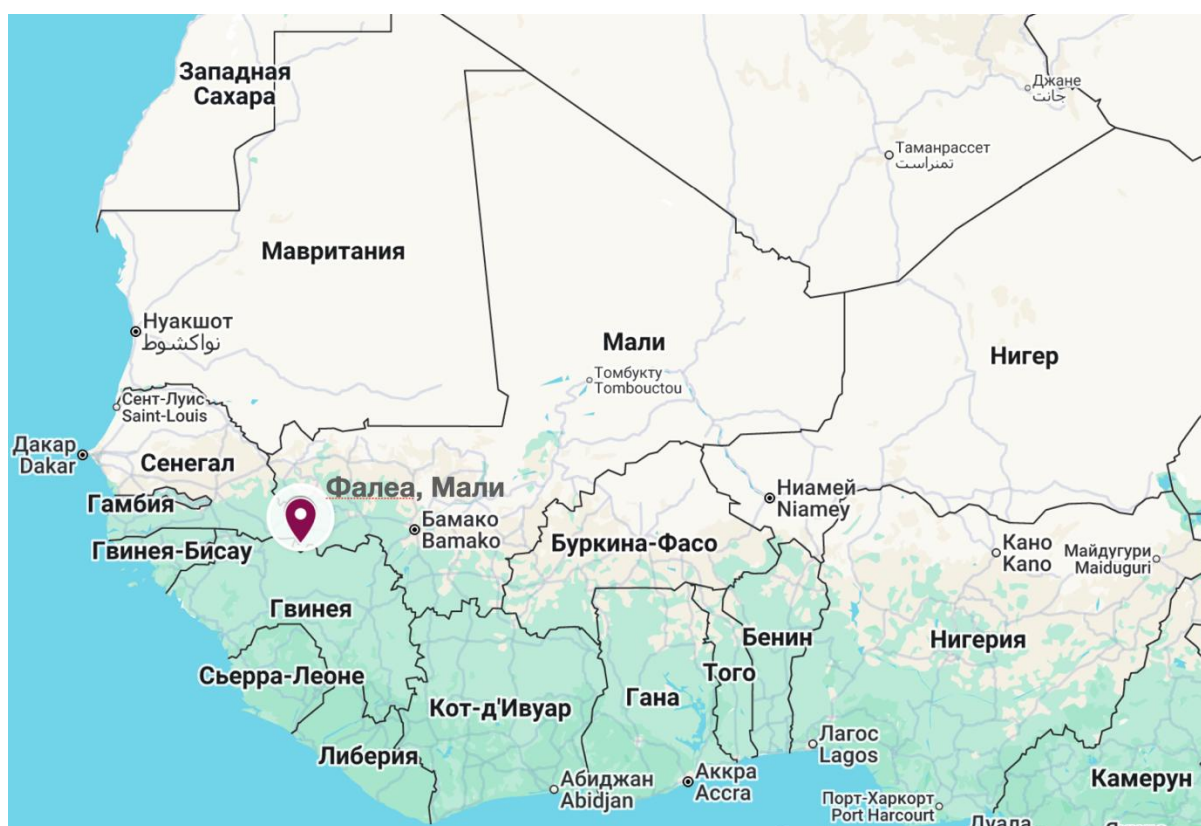 Западная
Сахара
Джане
جانت
Таманрассет
تمنراست
Мавритания
Нуакшот
نواكشوط
Мали
Томбукту
Tombouctou
Нигер
Сент-Луис
Saint-Louis
Дакар
Dakar
Сенегал
Фалеа, Мали
Гамбия
Бамако
Bamako
Ниамей
Niamey
Гвинея-Бисау
Буркина-Фасо
Кано
Kano
Майдугури
Maiduguri
Гвинея
Бенин
Нигерия
Сьерра-Леоне
Того
Гана
Кот-д'Ивуар
Либерия
Лагос
Lagos
Абиджан
Abidjan
Аккра
Accra
Камерун
Порт-Харкорт
Port Harcourt